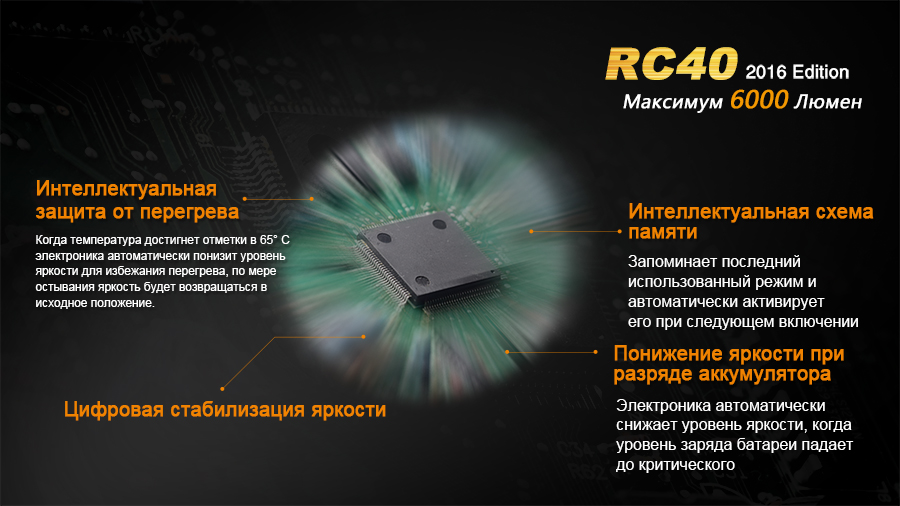 RC40 2016 Edition
Максимум 6000 Люмен
Интеллектуальная
защита от перегрева
Когда температура достигнет отметки в 65° С
электроника автоматически понизит уровень
яркости для избежания перегрева, по мере
остывания яркость будет возвращаться в
исходное положение.
Цифровая стабилизация яркости
Интеллектуальная схема
памяти
Запоминает последний
использованный режим и
автоматически активирует
его при следующем включении
Понижение яркости при
разряде аккумулятора
Электроника автоматически
снижает уровень яркости, когда
уровень заряда батареи падает
до критического